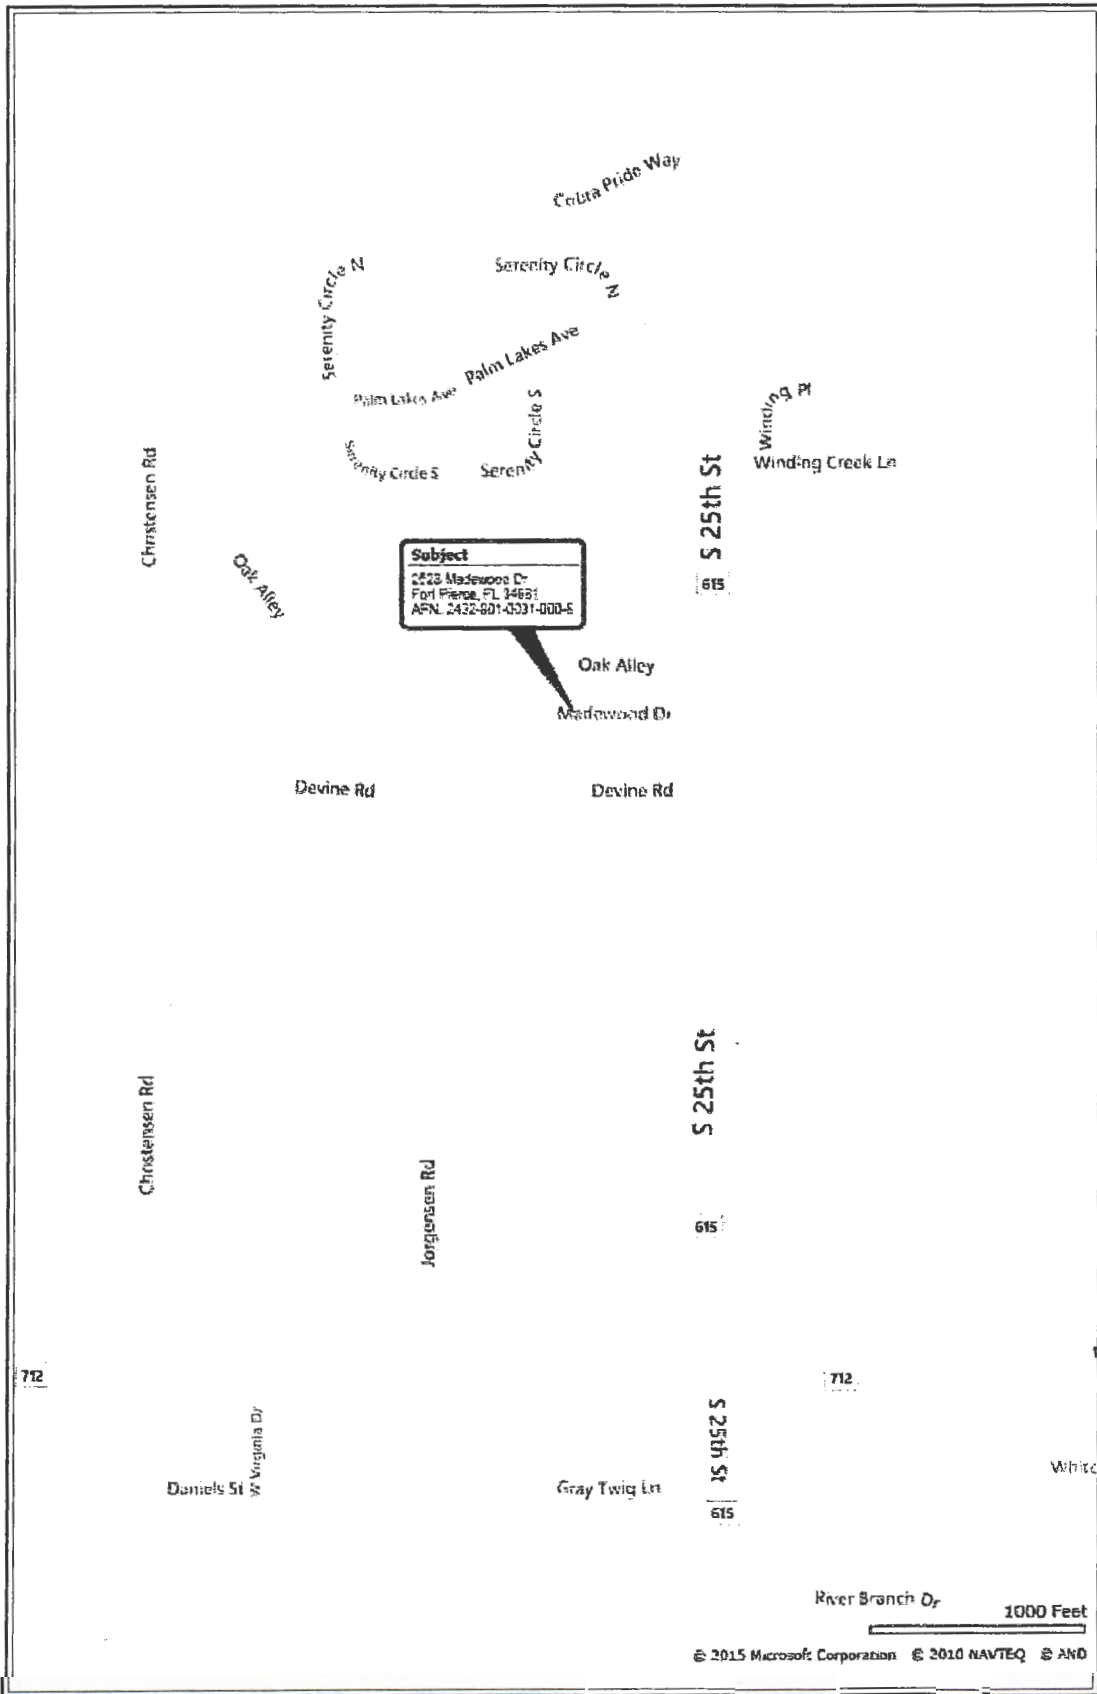 Cobra Pride Way
Serenity Circle N
Serenity Circle N
Palm Lakes Ave
Palm Lakes Ave
Serenity Circle S
Winding Pl
Serenity Circle S
Serenity
Winding Creek Ln
Christensen Rd
S 25th St
615
Oak Alley
Subject
Madewood Dr
Fort Pierce, FL
APN:
Oak Alley
Madewood Dr
Devine Rd
Devine Rd
S 25th St
Christensen Rd
Jorgensen Rd
615
712
712
S 25th St
W Virginia Dr
Daniels St
Gray Twig Ln
615
River Branch Dr
1000 Feet
© 2015 Microsoft Corporation © 2010 NAVTEQ © AND